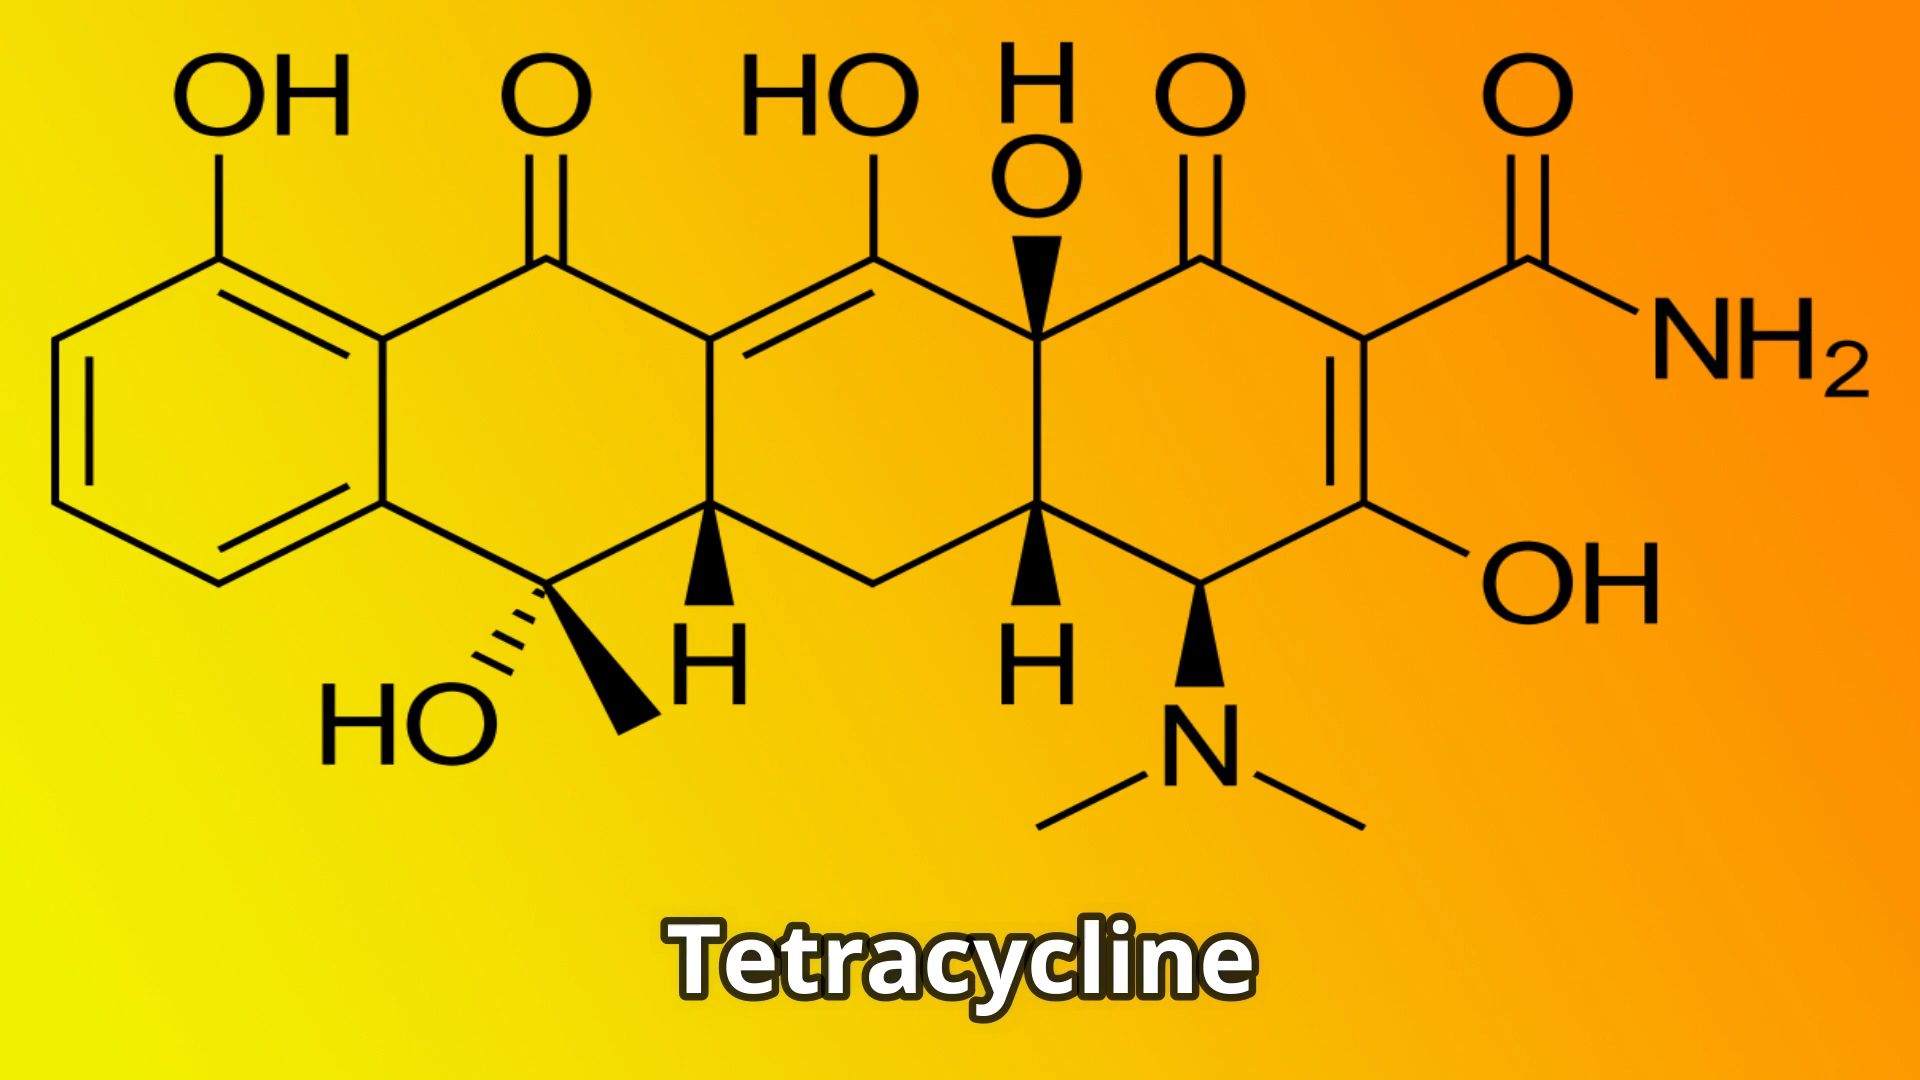 OH O HO H O O
O
NH₂
OH
H H
HO
N
Tetracycline